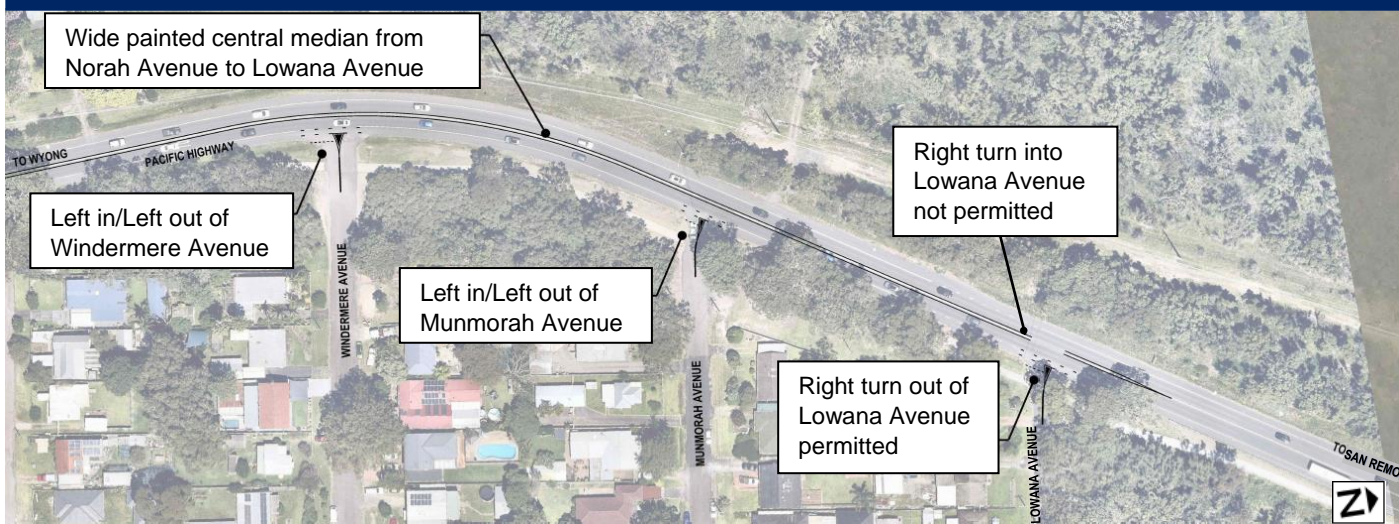 Wide painted central median from
Norah Avenue to Lowana Avenue
TO WYONG
PACIFIC HIGHWAY
Left in/Left out of
Windermere Avenue
WINDERMERE AVENUE
Left in/Left out of
Munmorah Avenue
MUNMORAH AVENUE
Right turn into
Lowana Avenue
not permitted
Right turn out of
Lowana Avenue
permitted
LOWANA AVENUE
TO SAN REMO
Z